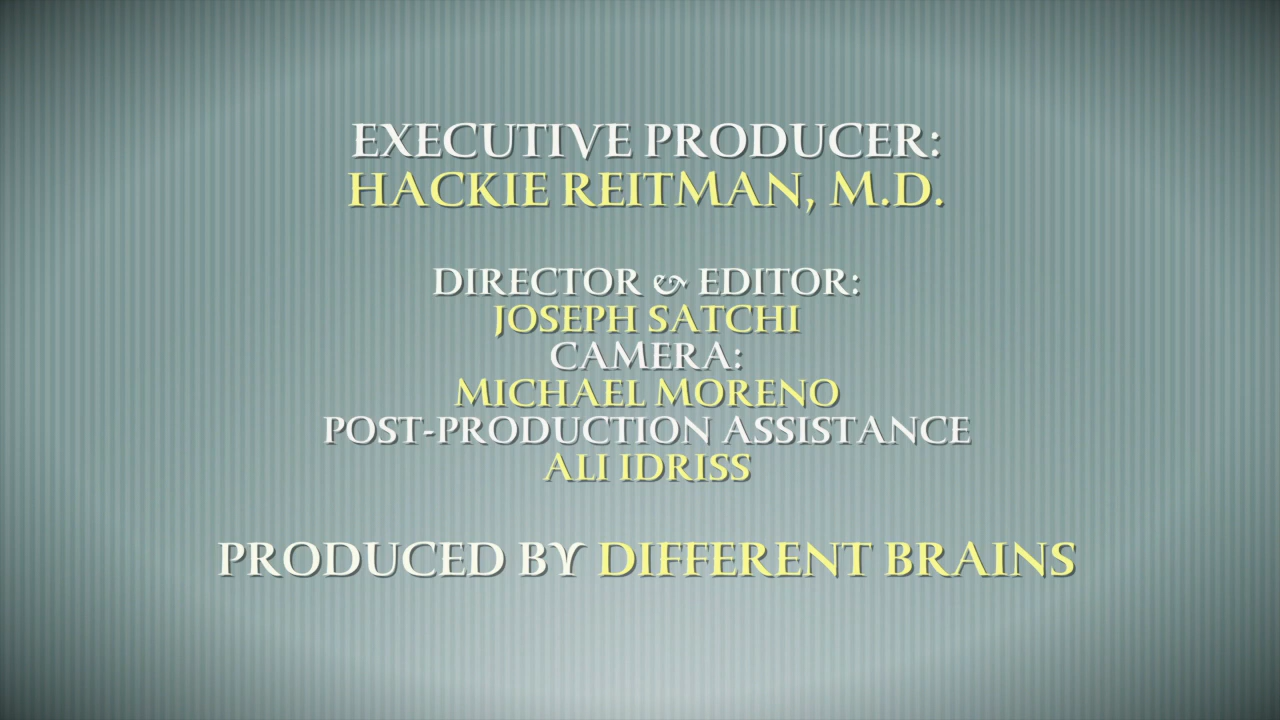 EXECUTIVE PRODUCER:
HACKIE REITMAN, M.D.
DIRECTOR & EDITOR:
JOSEPH SATCHI
CAMERA:
MICHAEL MORENO
POST-PRODUCTION ASSISTANCE
ALI IDRISS
PRODUCED BY DIFFERENT BRAINS